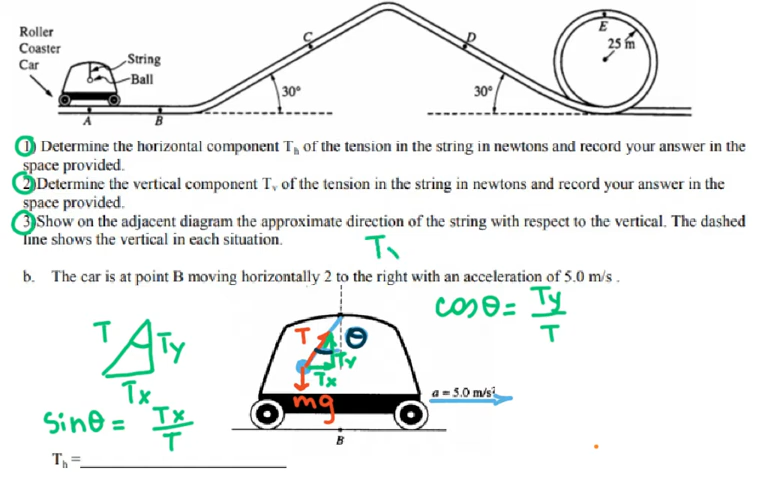 Roller
Coaster
Car
String
Ball
A
B
C
30°
D
30°
E
25 m
1) Determine the horizontal component Th of the tension in the string in newtons and record your answer in the
space provided.
2) Determine the vertical component Tv of the tension in the string in newtons and record your answer in the
space provided.
3) Show on the adjacent diagram the approximate direction of the string with respect to the vertical. The dashed
line shows the vertical in each situation.
b. The car is at point B moving horizontally 2 to the right with an acceleration of 5.0 m/s .
cosθ = Ty/T
T
Ty
Tx
T
θ
Ty
Tx
mg
a = 5.0 m/s²
B
sinθ = Tx/T
Th =